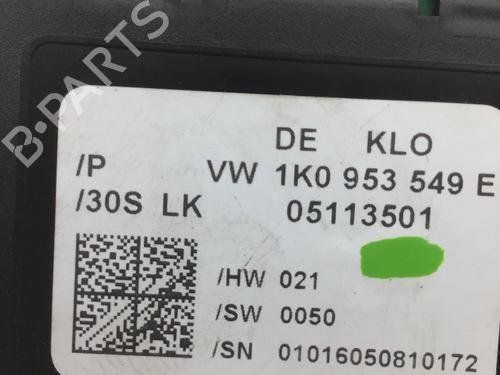 B-PARTS
DE KLO
/P VW 1K0 953 549 E
/30S LK 05113501
/HW 021
/SW 0050
/SN 01016050810172